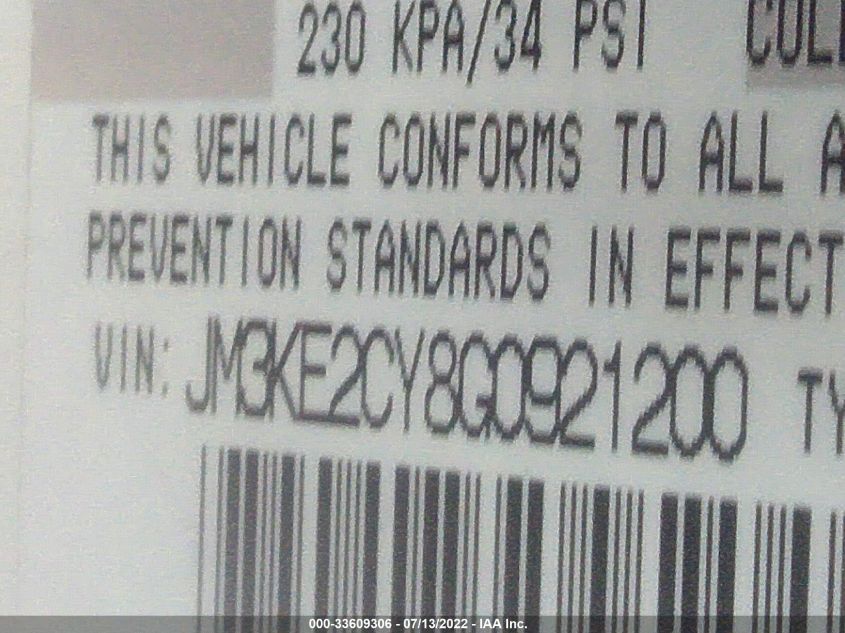 230 KPA/34 PSI
THIS VEHICLE CONFORMS TO ALL A
PREVENTION STANDARDS IN EFFECT
VIN: JM3KE2CY8G0921200 TY
000-33609306 - 07/13/2022 - IAA Inc.